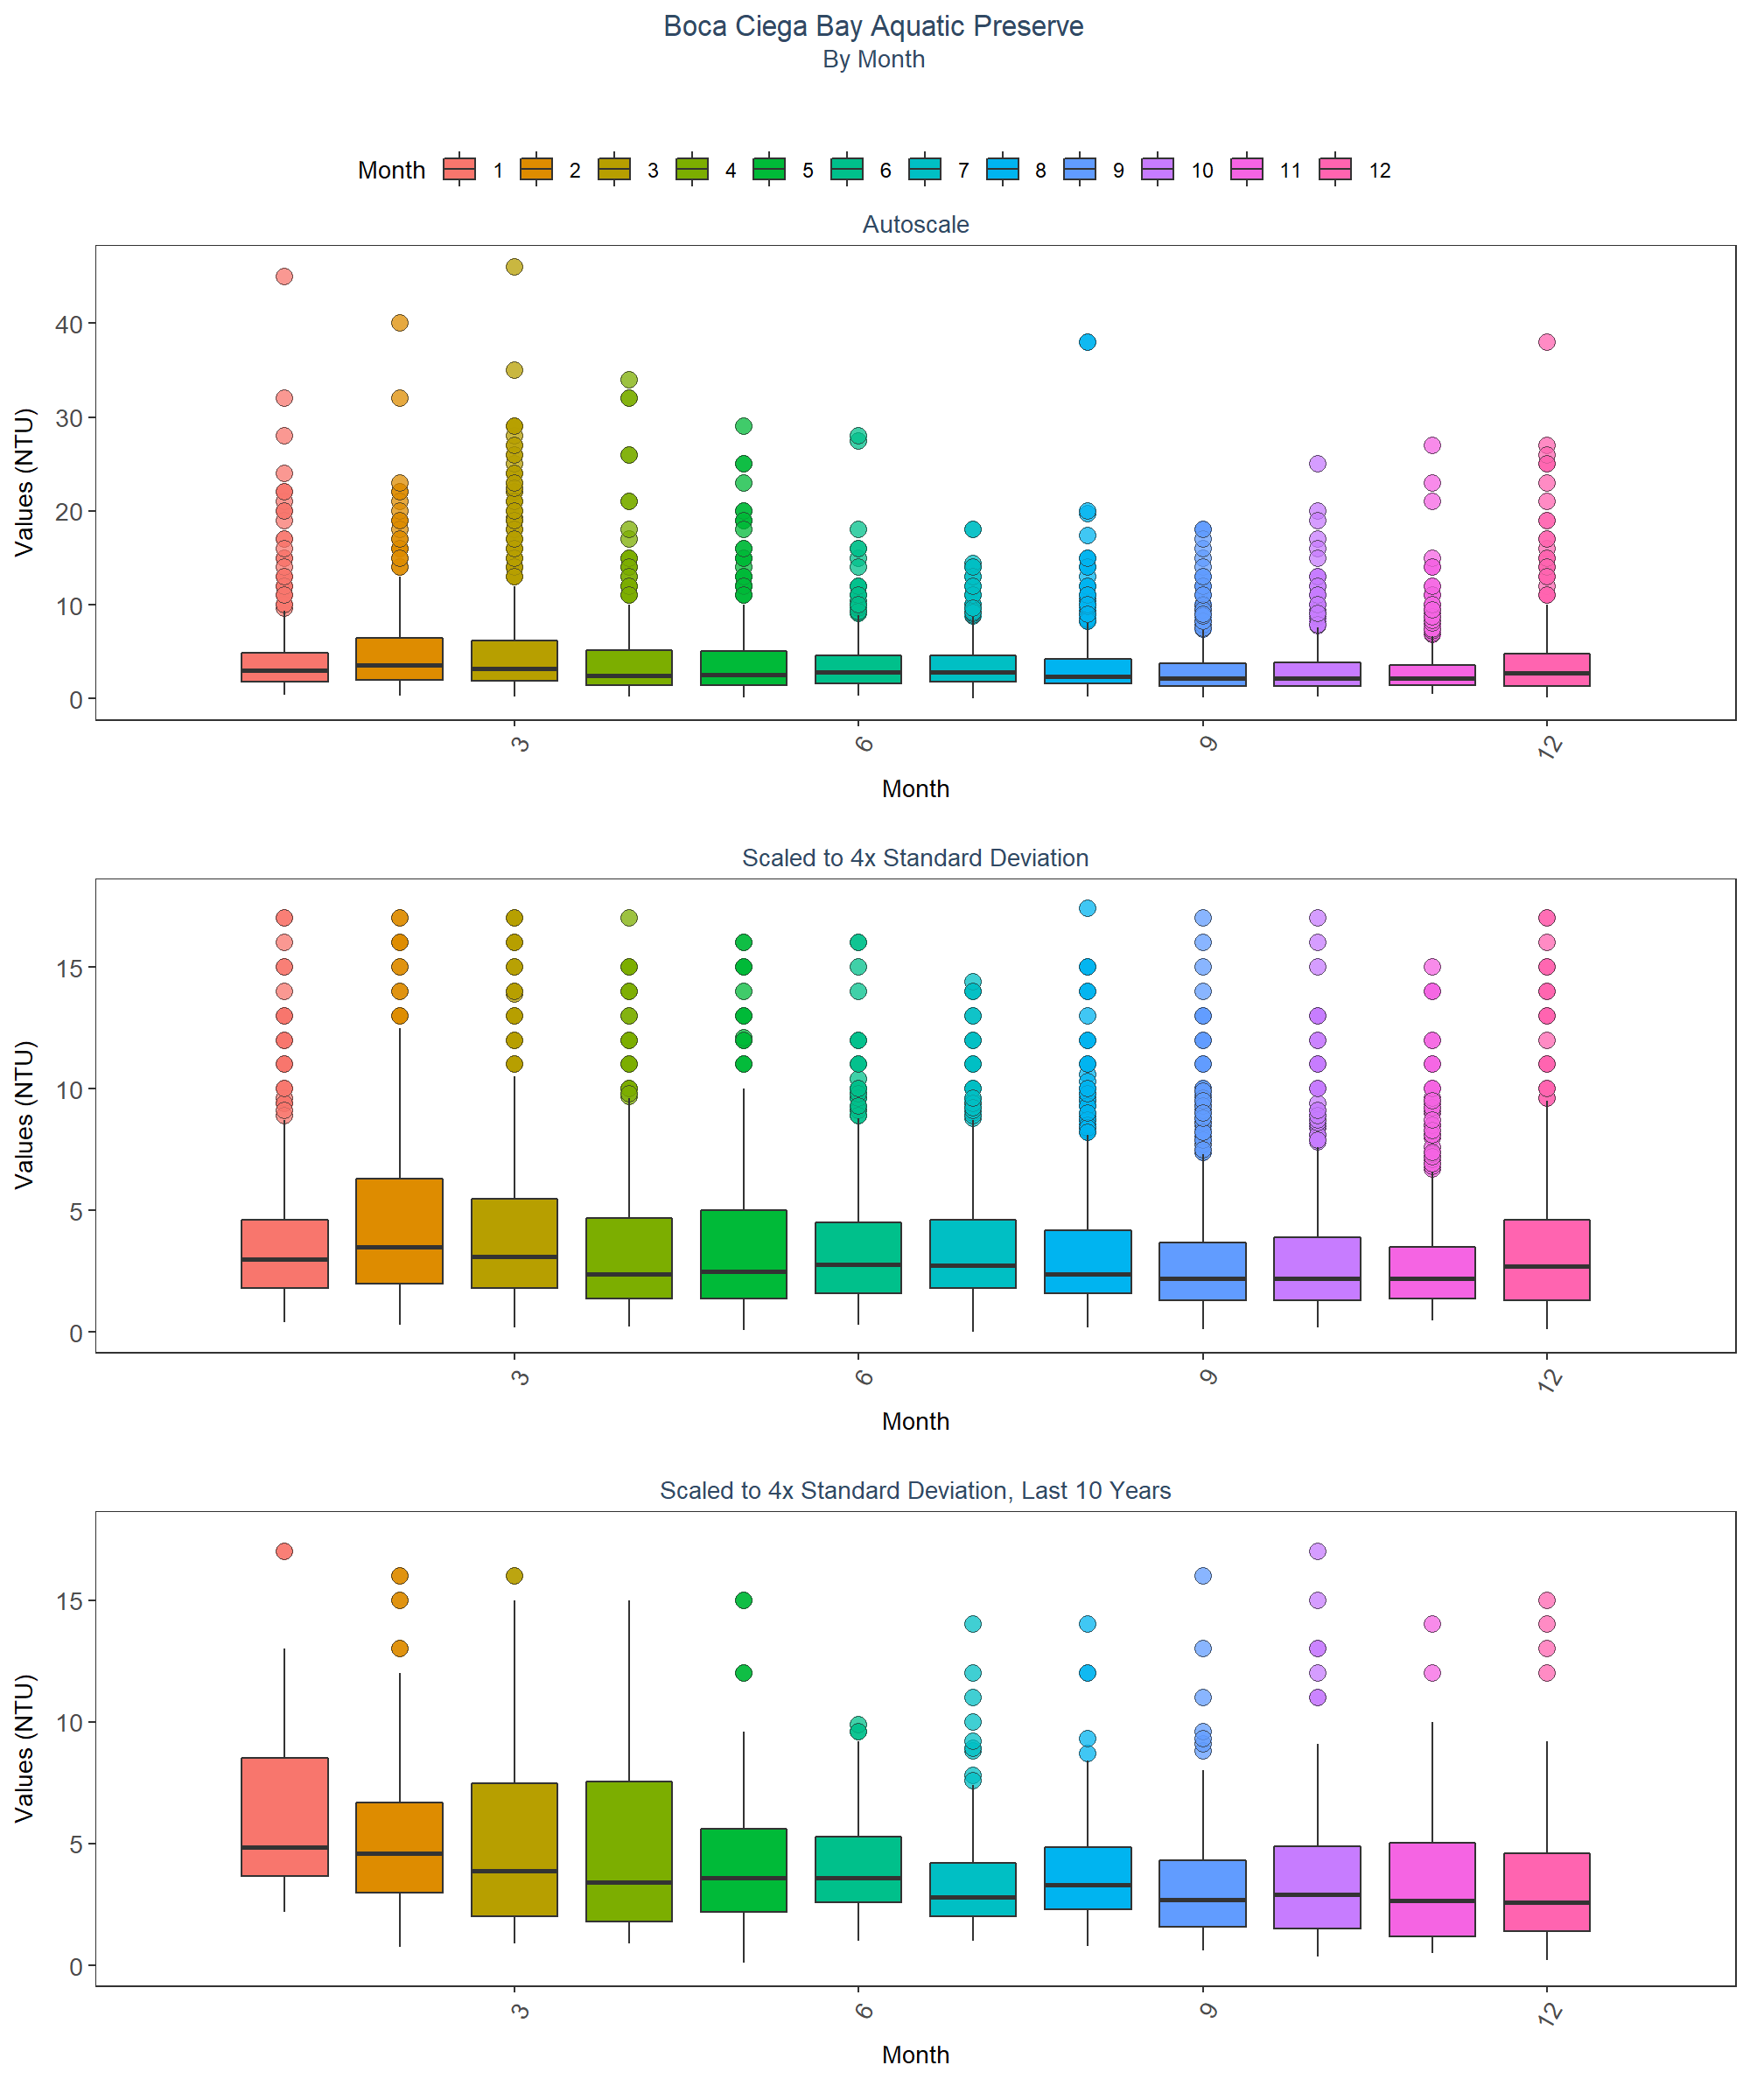 Boca Ciega Bay Aquatic Preserve
By Month
Month 1 2 3 4 5 6 7 8 9 10 11 12
Autoscale
Values (NTU)
40
30
20
10
0
3 6 9 12
Month
Scaled to 4x Standard Deviation
Values (NTU)
15
10
5
0
3 6 9 12
Month
Scaled to 4x Standard Deviation, Last 10 Years
Values (NTU)
15
10
5
0
3 6 9 12
Month